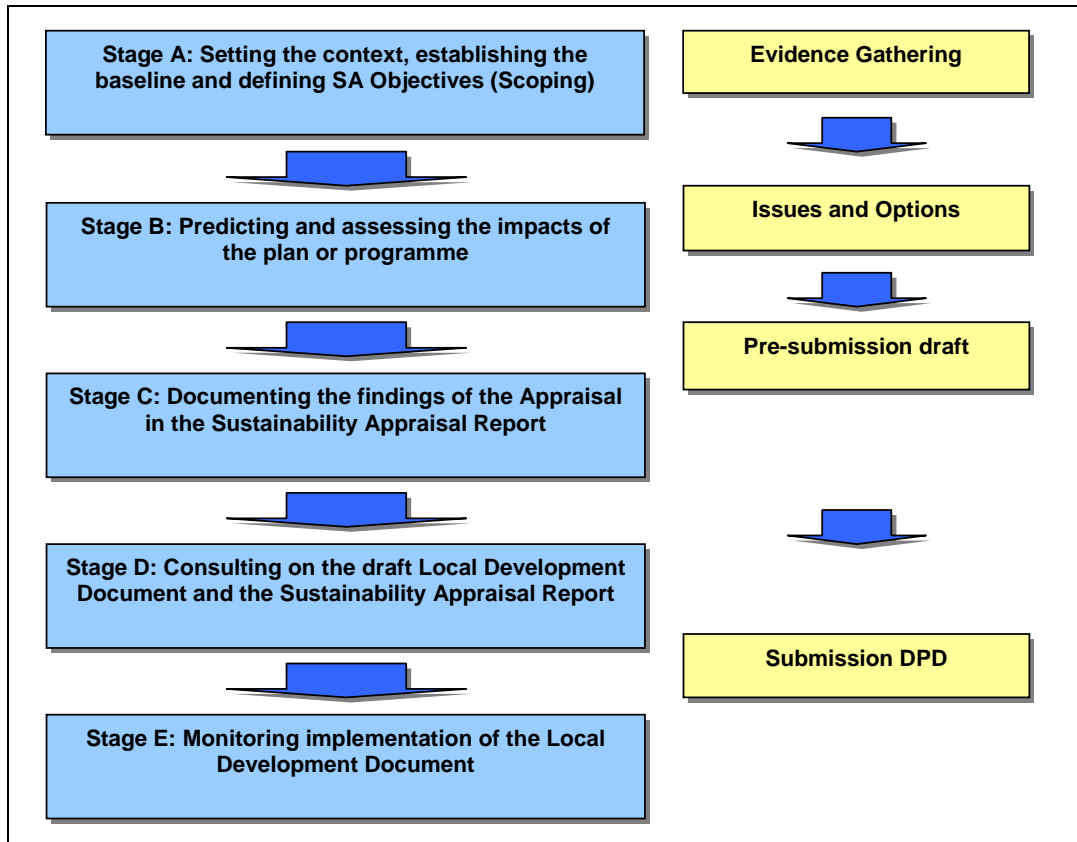 Stage A: Setting the context, establishing the
baseline and defining SA Objectives (Scoping)
Stage B: Predicting and assessing the impacts of
the plan or programme
Stage C: Documenting the findings of the Appraisal
in the Sustainability Appraisal Report
Stage D: Consulting on the draft Local Development
Document and the Sustainability Appraisal Report
Stage E: Monitoring implementation of the Local
Development Document
Evidence Gathering
Issues and Options
Pre-submission draft
Submission DPD